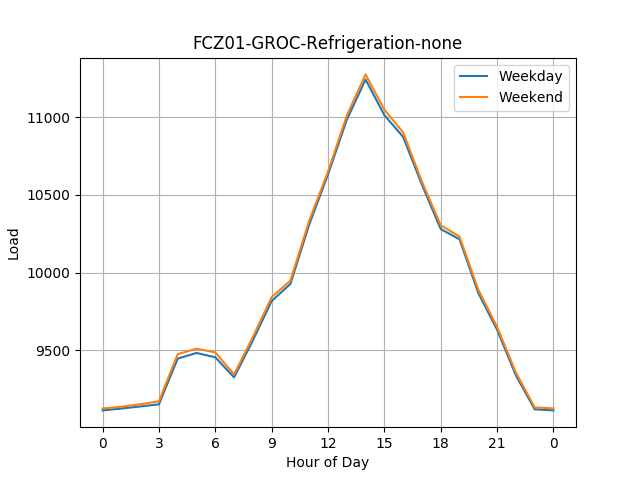 FCZ01-GROC-Refrigeration-none
Weekday
Weekend
11000
10500
10000
9500
Load
0 3 6 9 12 15 18 21 0
Hour of Day